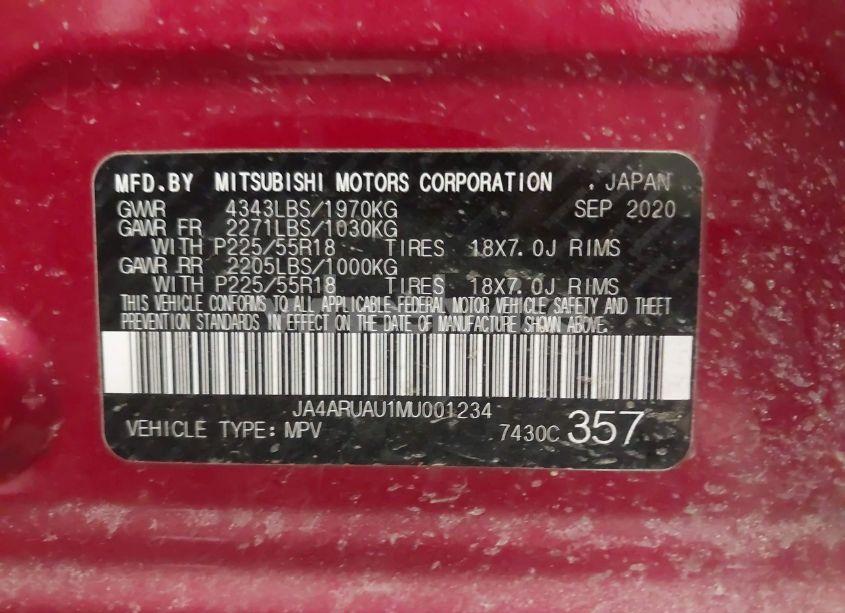 MFD.BY MITSUBISHI MOTORS CORPORATION . JAPAN
GVWR 4343LBS/1970KG SEP 2020
GAWR FR 2271LBS/1030KG
WITH P225/55R18 TIRES 18X7.0J RIMS
GAWR RR 2205LBS/1000KG
WITH P225/55R18 TIRES 18X7.0J RIMS
THIS VEHICLE CONFORMS TO ALL APPLICABLE FEDERAL MOTOR VEHICLE SAFETY AND THEFT
PREVENTION STANDARDS IN EFFECT ON THE DATE OF MANUFACTURE SHOWN ABOVE.
JA4ARUAU1MU001234
VEHICLE TYPE: MPV 7430C 357